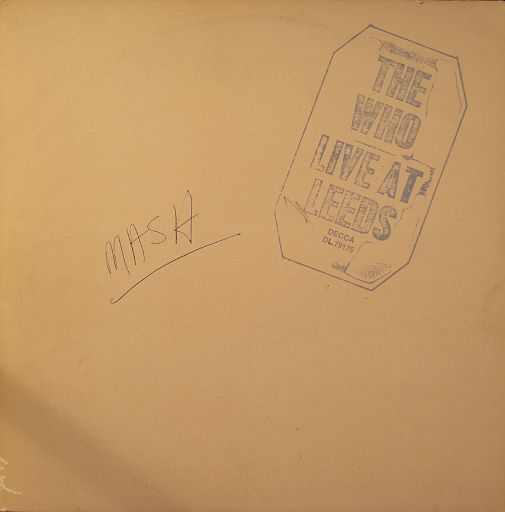 THE
WHO
LIVE AT
LEEDS
DECCA
DL 79175
MASH